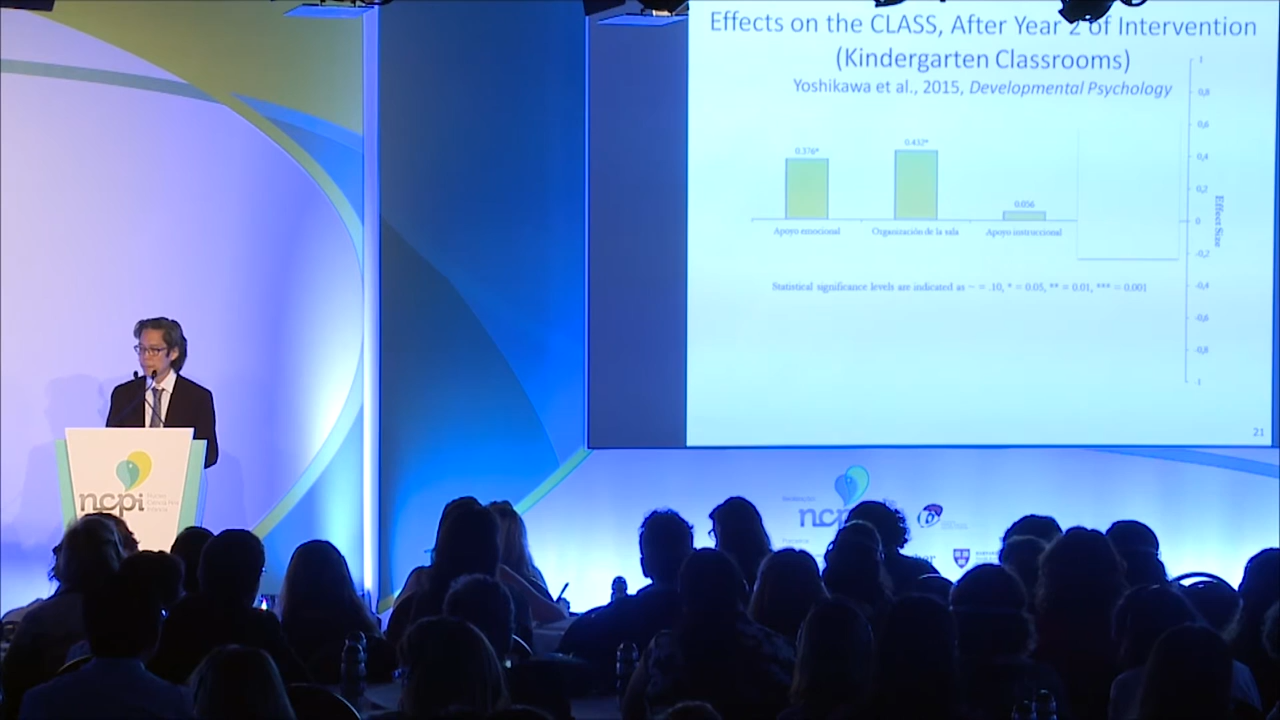 Effects on the CLASS, After Year 2 of Intervention
(Kindergarten Classrooms)
Yoshikawa et al., 2015, Developmental Psychology
1
0,8
0,6
0,4
0,2
0
-0,2
-0,4
-0,6
-0,8
-1
Effect Size
0.376*
0.432*
0.056
Apoyo emocional
Organización de la sala
Apoyo instruccional
Statistical significance levels are indicated as ~ = .10, * = 0.05, ** = 0.01, *** = 0.001
21
ncpi